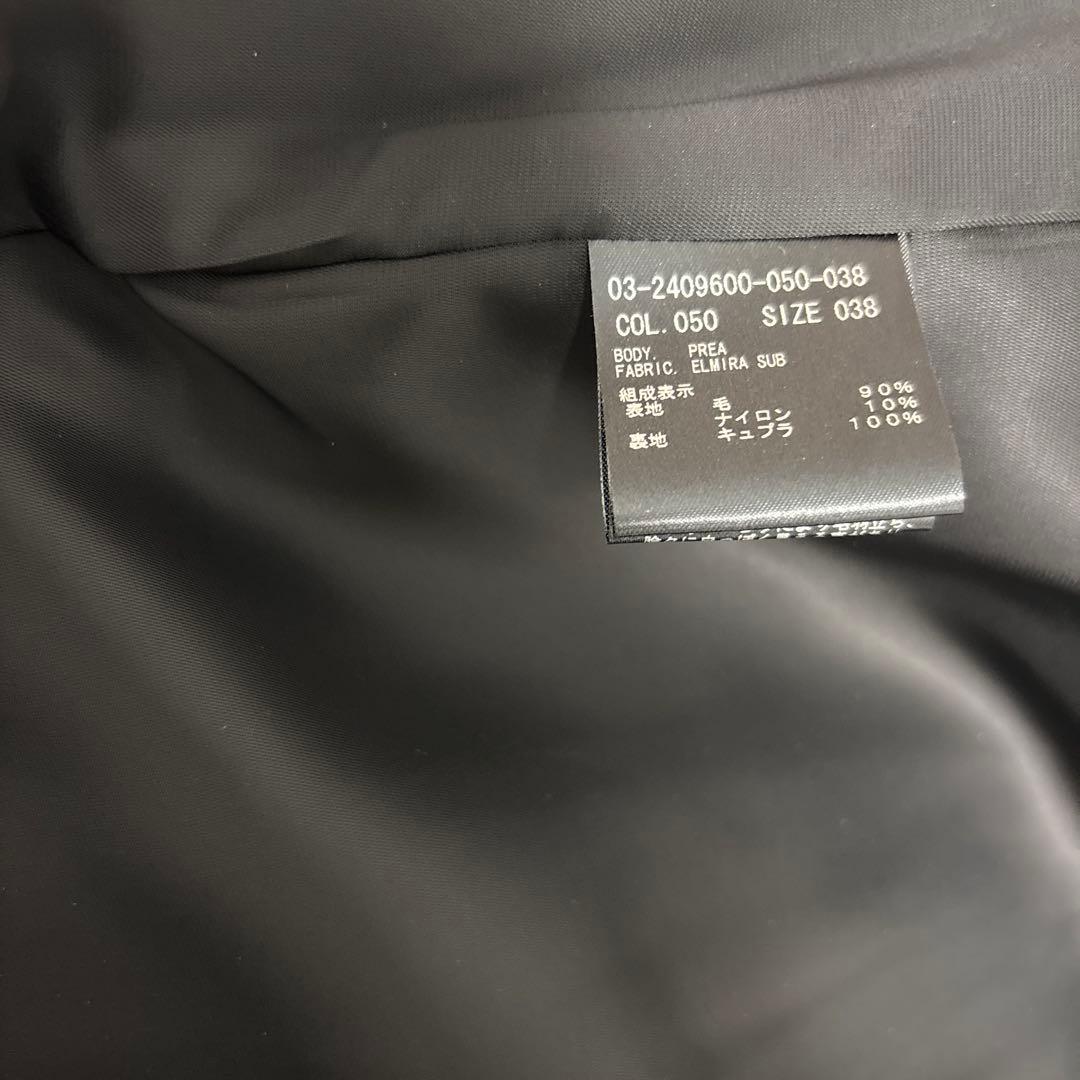 03-2409600-050-038
COL.050 SIZE 038
BODY. PREA
FABRIC. ELMIRA SUB
組成表示
表地 毛 90%
ナイロン 10%
裏地 キュプラ 100%